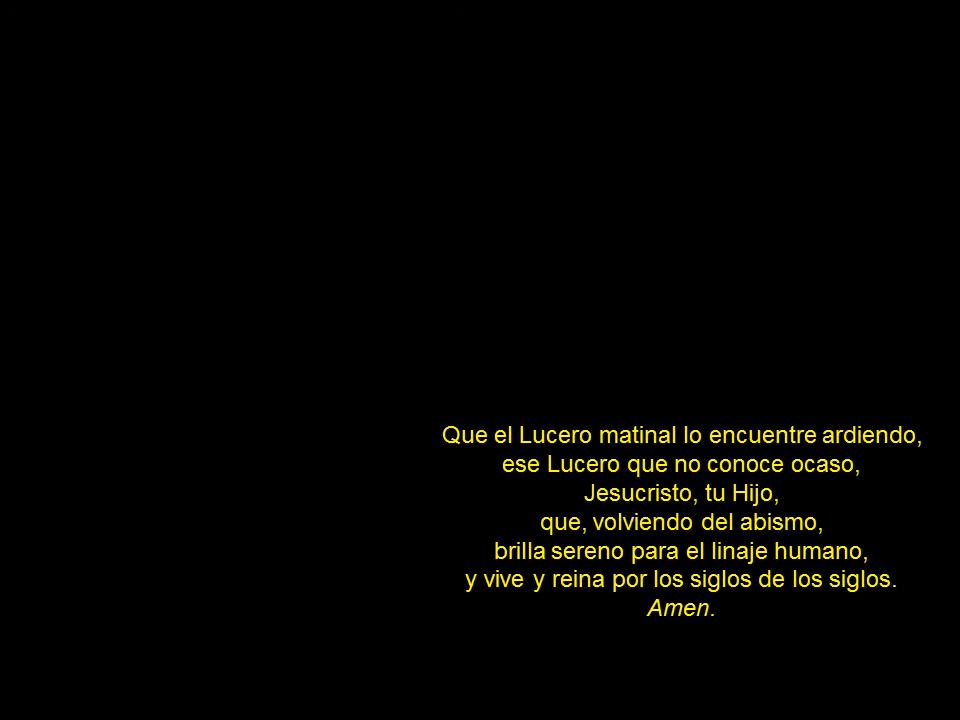 Que el Lucero matinal lo encuentre ardiendo,
ese Lucero que no conoce ocaso,
Jesucristo, tu Hijo,
que, volviendo del abismo,
brilla sereno para el linaje humano,
y vive y reina por los siglos de los siglos.
Amen.